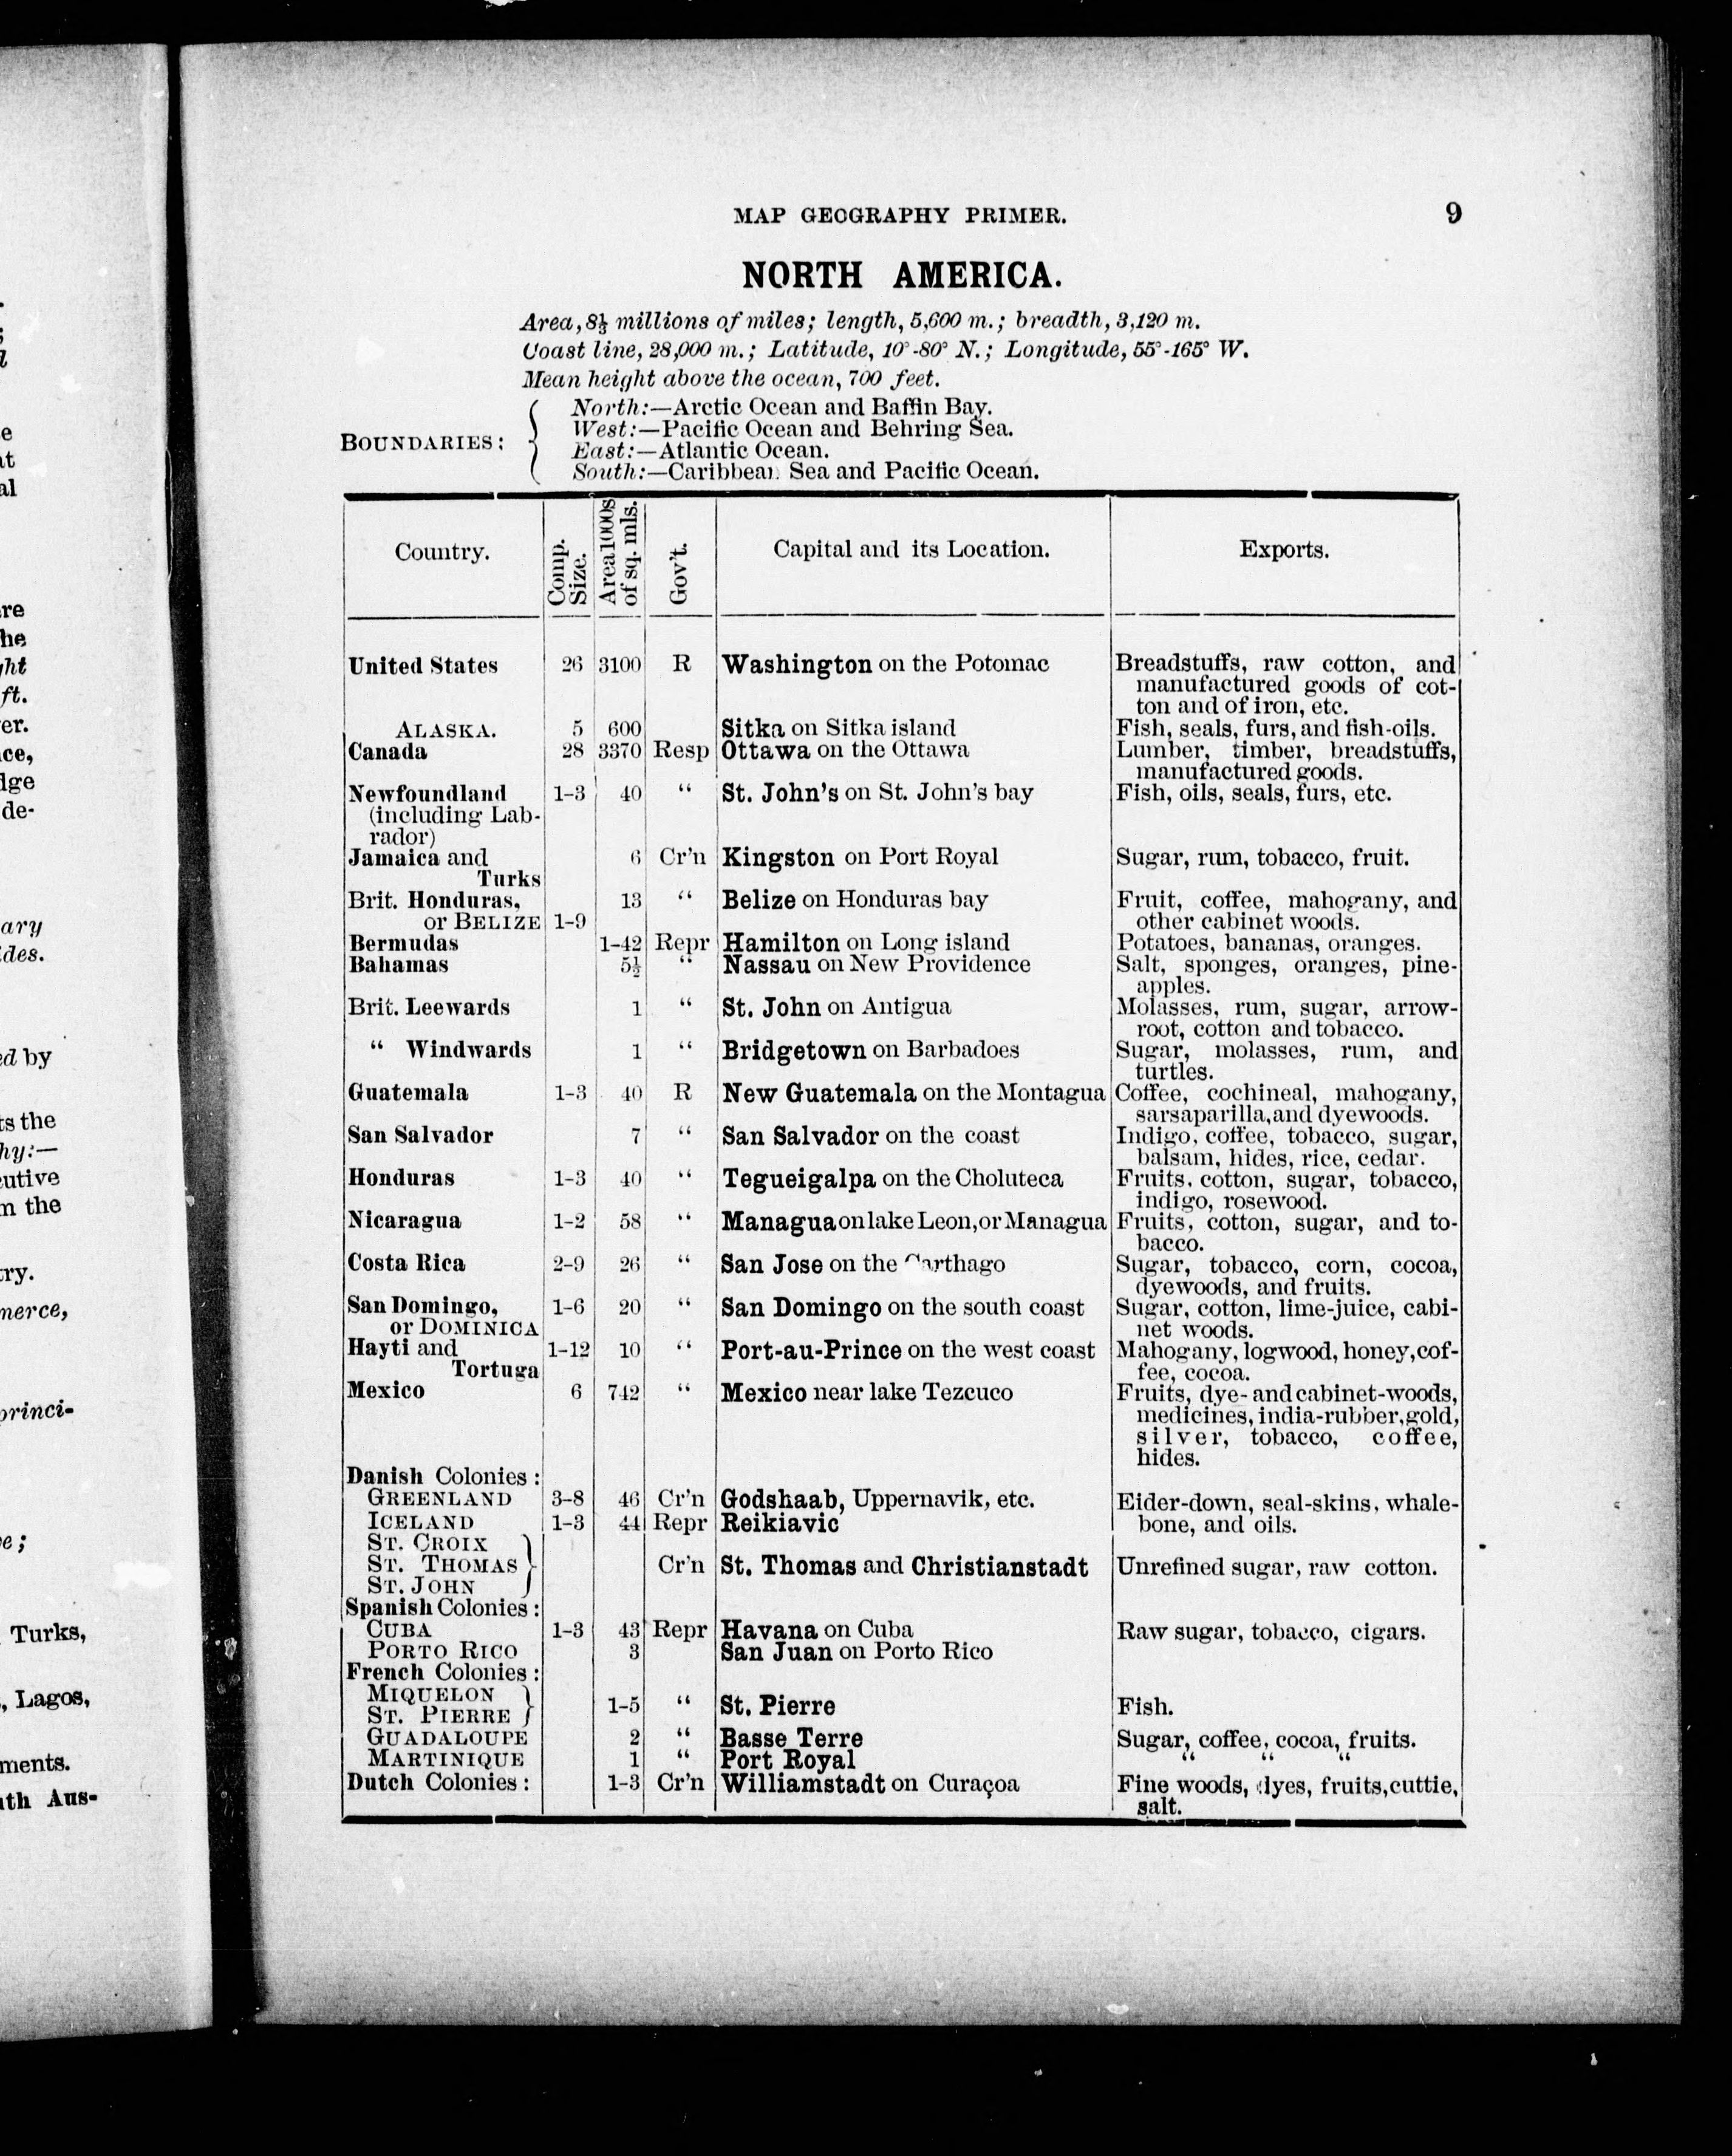 MAP GEOGRAPHY PRIMER. 9
NORTH AMERICA.
Area, 8⅓ millions of miles; length, 5,600 m.; breadth, 3,120 m.
Coast line, 28,000 m.; Latitude, 10°-80° N.; Longitude, 55°-165° W.
Mean height above the ocean, 700 feet.
BOUNDARIES:
North:—Arctic Ocean and Baffin Bay.
West:—Pacific Ocean and Behring Sea.
East:—Atlantic Ocean.
South:—Caribbean Sea and Pacific Ocean.
Country. Comp. Size. Area 1000s of sq. mls. Gov't. Capital and its Location. Exports.
United States 26 3100 R Washington on the Potomac Breadstuffs, raw cotton, and
manufactured goods of cot-
ton and of iron, etc.
ALASKA. 5 600 Sitka on Sitka island Fish, seals, furs, and fish-oils.
Canada 28 3370 Resp Ottawa on the Ottawa Lumber, timber, breadstuffs,
manufactured goods.
Newfoundland 1-3 40 " St. John's on St. John's bay Fish, oils, seals, furs, etc.
(including Lab-
rador)
Jamaica and 6 Cr'n Kingston on Port Royal Sugar, rum, tobacco, fruit.
Turks
Brit. Honduras, 13 " Belize on Honduras bay Fruit, coffee, mahogany, and
or BELIZE 1-9 other cabinet woods.
Bermudas 1-42 Repr Hamilton on Long island Potatoes, bananas, oranges.
Bahamas 5½ " Nassau on New Providence Salt, sponges, oranges, pine-
apples.
Brit. Leewards 1 " St. John on Antigua Molasses, rum, sugar, arrow-
root, cotton and tobacco.
" Windwards 1 " Bridgetown on Barbadoes Sugar, molasses, rum, and
turtles.
Guatemala 1-3 40 R New Guatemala on the Montagua Coffee, cochineal, mahogany,
sarsaparilla, and dyewoods.
San Salvador 7 " San Salvador on the coast Indigo, coffee, tobacco, sugar,
balsam, hides, rice, cedar.
Honduras 1-3 40 " Tegueigalpa on the Choluteca Fruits, cotton, sugar, tobacco,
indigo, rosewood.
Nicaragua 1-2 58 " Managua on lake Leon, or Managua Fruits, cotton, sugar, and to-
bacco.
Costa Rica 2-9 26 " San Jose on the Carthago Sugar, tobacco, corn, cocoa,
dyewoods, and fruits.
San Domingo, 1-6 20 " San Domingo on the south coast Sugar, cotton, lime-juice, cabi-
or DOMINICA net woods.
Hayti and 1-12 10 " Port-au-Prince on the west coast Mahogany, logwood, honey, cof-
Tortuga fee, cocoa.
Mexico 6 742 " Mexico near lake Tezcuco Fruits, dye- and cabinet-woods,
medicines, india-rubber, gold,
silver, tobacco, coffee,
hides.
Danish Colonies:
GREENLAND 3-8 46 Cr'n Godshaab, Uppernavik, etc. Eider-down, seal-skins, whale-
ICELAND 1-3 44 Repr Reikiavic bone, and oils.
ST. CROIX
ST. THOMAS Cr'n St. Thomas and Christianstadt Unrefined sugar, raw cotton.
ST. JOHN
Spanish Colonies:
CUBA 1-3 43 Repr Havana on Cuba Raw sugar, tobacco, cigars.
PORTO RICO 3 San Juan on Porto Rico
French Colonies:
MIQUELON
ST. PIERRE 1-5 " St. Pierre Fish.
GUADALOUPE 2 " Basse Terre Sugar, coffee, cocoa, fruits.
MARTINIQUE 1 " Port Royal " " "
Dutch Colonies: 1-3 Cr'n Williamstadt on Curaçoa Fine woods, dyes, fruits, cuttie,
salt.
ary
ides.
ed by
ts the
hy:—
cutive
m the
try.
merce,
princi-
Turks,
, Lagos,
ments.
uth Aus-